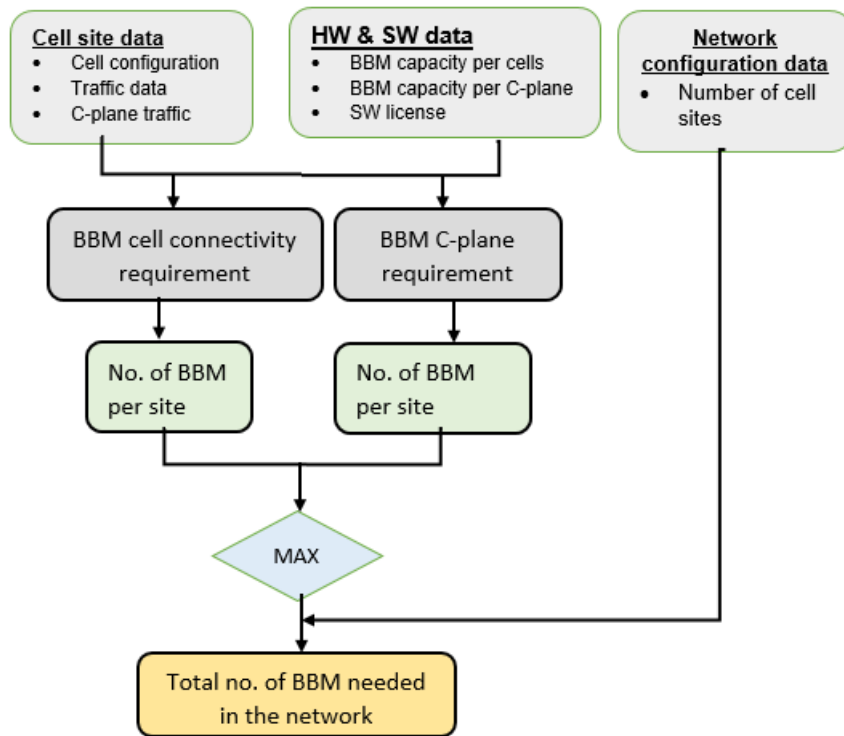 Cell site data
• Cell configuration
• Traffic data
• C-plane traffic
HW & SW data
• BBM capacity per cells
• BBM capacity per C-plane
• SW license
Network
configuration data
• Number of cell
sites
BBM cell connectivity
requirement
BBM C-plane
requirement
No. of BBM
per site
No. of BBM
per site
MAX
Total no. of BBM needed
in the network